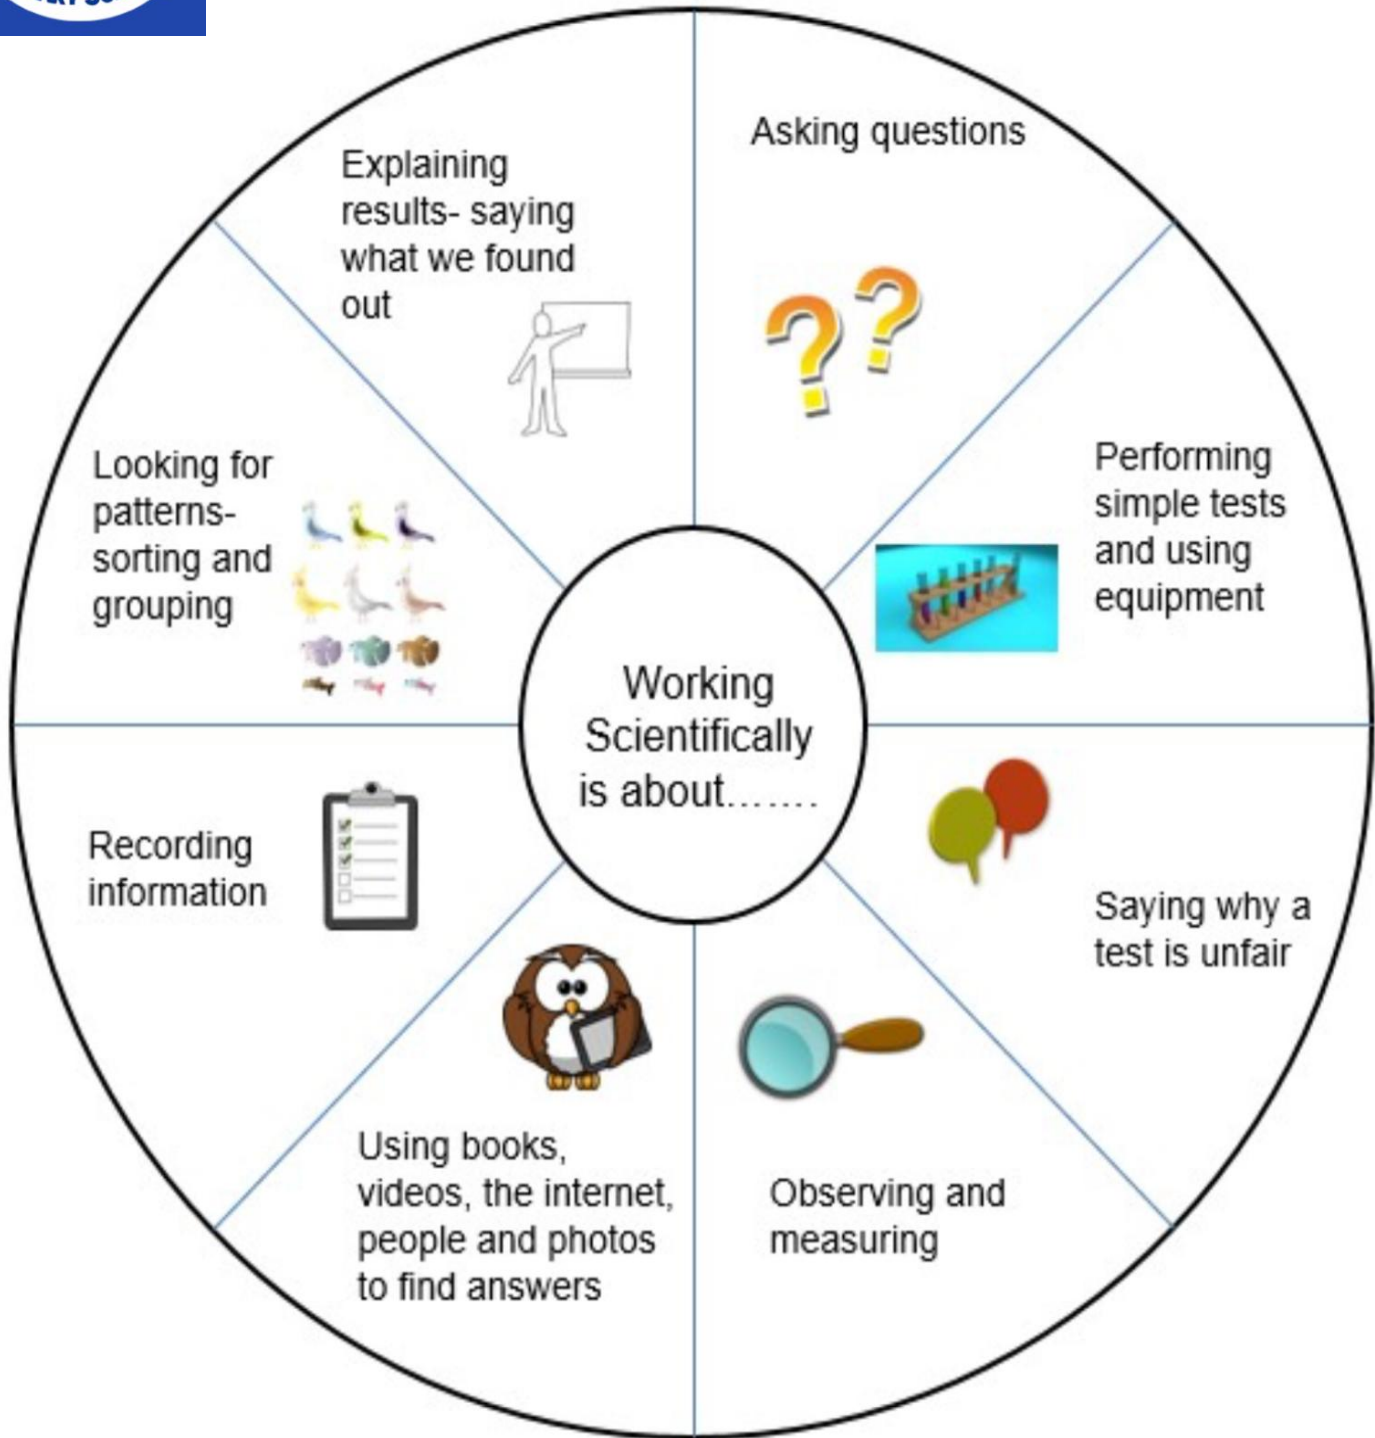 Asking questions
Performing
simple tests
and using
equipment
Saying why a
test is unfair
Observing and
measuring
Using books,
videos, the internet,
people and photos
to find answers
Recording
information
Looking for
patterns-
sorting and
grouping
Explaining
results- saying
what we found
out
Working
Scientifically
is about.......